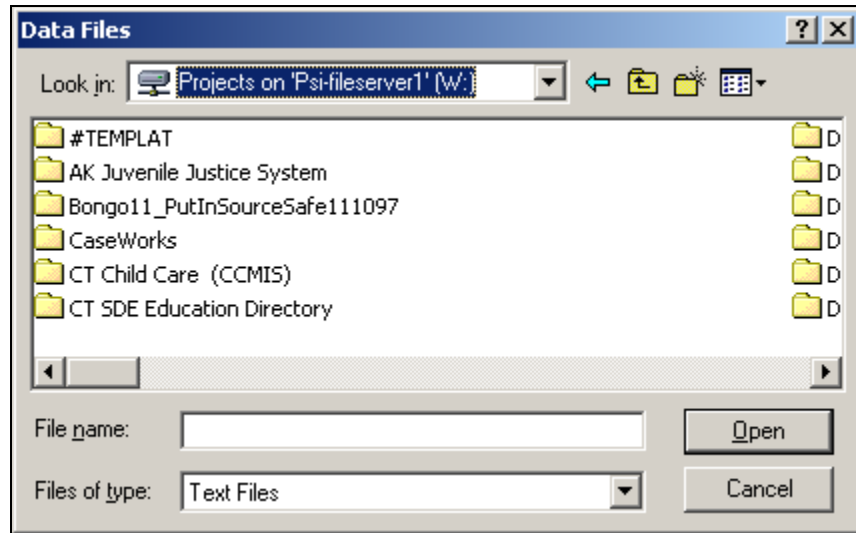 Data Files
Look in: Projects on 'Psi-fileserver1' (W:)
#TEMPLAT D
AK Juvenile Justice System D
Bongo11_PutInSourceSafe111097 D
CaseWorks D
CT Child Care (CCMIS) D
CT SDE Education Directory D
File name: Open
Files of type: Text Files Cancel